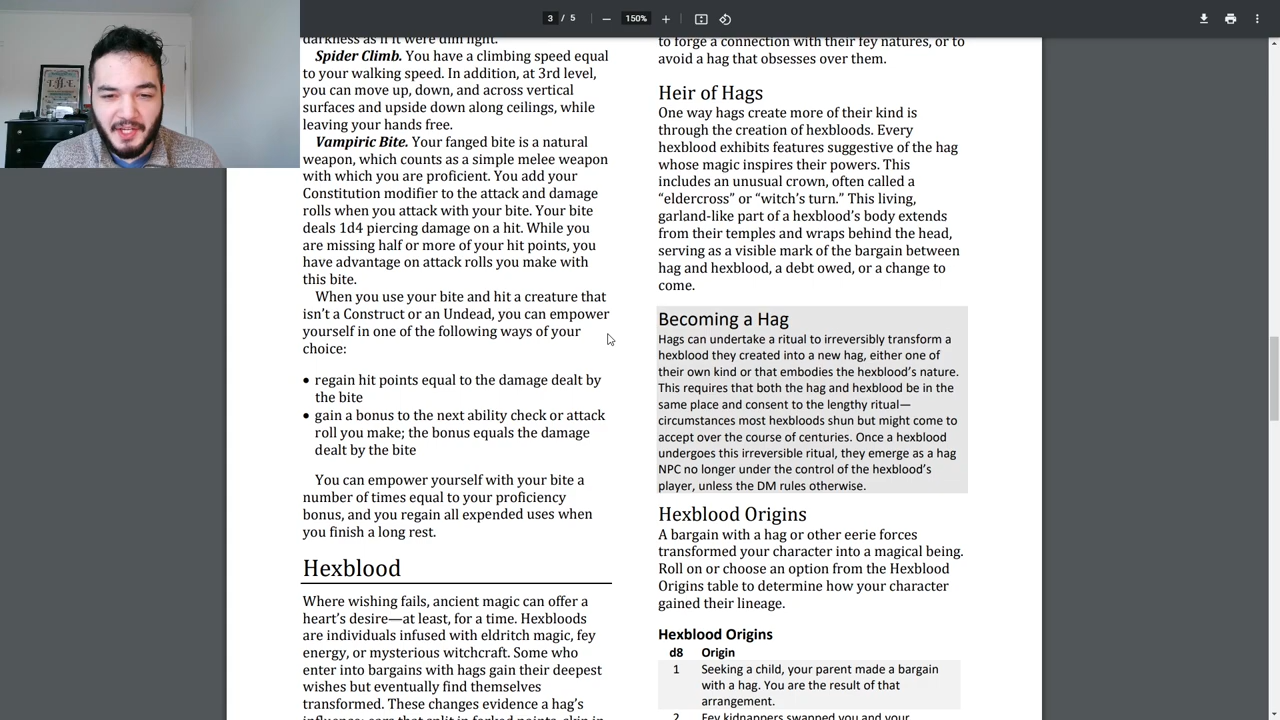 3 / 5
150%
darkness as if it were dim light.
Spider Climb. You have a climbing speed equal
to your walking speed. In addition, at 3rd level,
you can move up, down, and across vertical
surfaces and upside down along ceilings, while
leaving your hands free.
Vampiric Bite. Your fanged bite is a natural
weapon, which counts as a simple melee weapon
with which you are proficient. You add your
Constitution modifier to the attack and damage
rolls when you attack with your bite. Your bite
deals 1d4 piercing damage on a hit. While you
are missing half or more of your hit points, you
have advantage on attack rolls you make with
this bite.
When you use your bite and hit a creature that
isn’t a Construct or an Undead, you can empower
yourself in one of the following ways of your
choice:
• regain hit points equal to the damage dealt by
the bite
• gain a bonus to the next ability check or attack
roll you make; the bonus equals the damage
dealt by the bite
You can empower yourself with your bite a
number of times equal to your proficiency
bonus, and you regain all expended uses when
you finish a long rest.
Hexblood
Where wishing fails, ancient magic can offer a
heart’s desire—at least, for a time. Hexbloods
are individuals infused with eldritch magic, fey
energy, or mysterious witchcraft. Some who
enter into bargains with hags gain their deepest
wishes but eventually find themselves
transformed. These changes evidence a hag’s
influence: ears that split in forked points, skin in
to forge a connection with their fey natures, or to
avoid a hag that obsesses over them.
Heir of Hags
One way hags create more of their kind is
through the creation of hexbloods. Every
hexblood exhibits features suggestive of the hag
whose magic inspires their powers. This
includes an unusual crown, often called a
“eldercross” or “witch’s turn.” This living,
garland-like part of a hexblood’s body extends
from their temples and wraps behind the head,
serving as a visible mark of the bargain between
hag and hexblood, a debt owed, or a change to
come.
Becoming a Hag
Hags can undertake a ritual to irreversibly transform a
hexblood they created into a new hag, either one of
their own kind or that embodies the hexblood’s nature.
This requires that both the hag and hexblood be in the
same place and consent to the lengthy ritual—
circumstances most hexbloods shun but might come to
accept over the course of centuries. Once a hexblood
undergoes this irreversible ritual, they emerge as a hag
NPC no longer under the control of the hexblood’s
player, unless the DM rules otherwise.
Hexblood Origins
A bargain with a hag or other eerie forces
transformed your character into a magical being.
Roll on or choose an option from the Hexblood
Origins table to determine how your character
gained their lineage.
Hexblood Origins
d8 Origin
1 Seeking a child, your parent made a bargain
with a hag. You are the result of that
arrangement.
2 Fey kidnappers swapped you and your